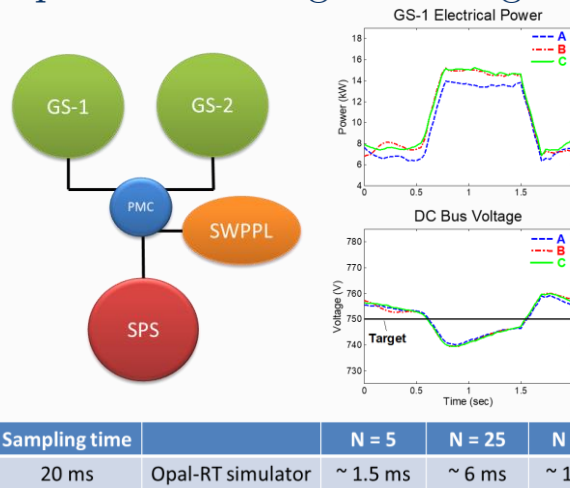 GS-1
GS-2
PMC
SWPPL
SPS
GS-1 Electrical Power
Power (kW)
18
16
14
12
10
8
6
4
0
0.5
1
1.5
A
B
C
DC Bus Voltage
Voltage (V)
780
770
760
750
740
730
Target
0
0.5
1
1.5
Time (sec)
A
B
C
Sampling time N = 5 N = 25 N
20 ms Opal-RT simulator ~ 1.5 ms ~ 6 ms ~ 1